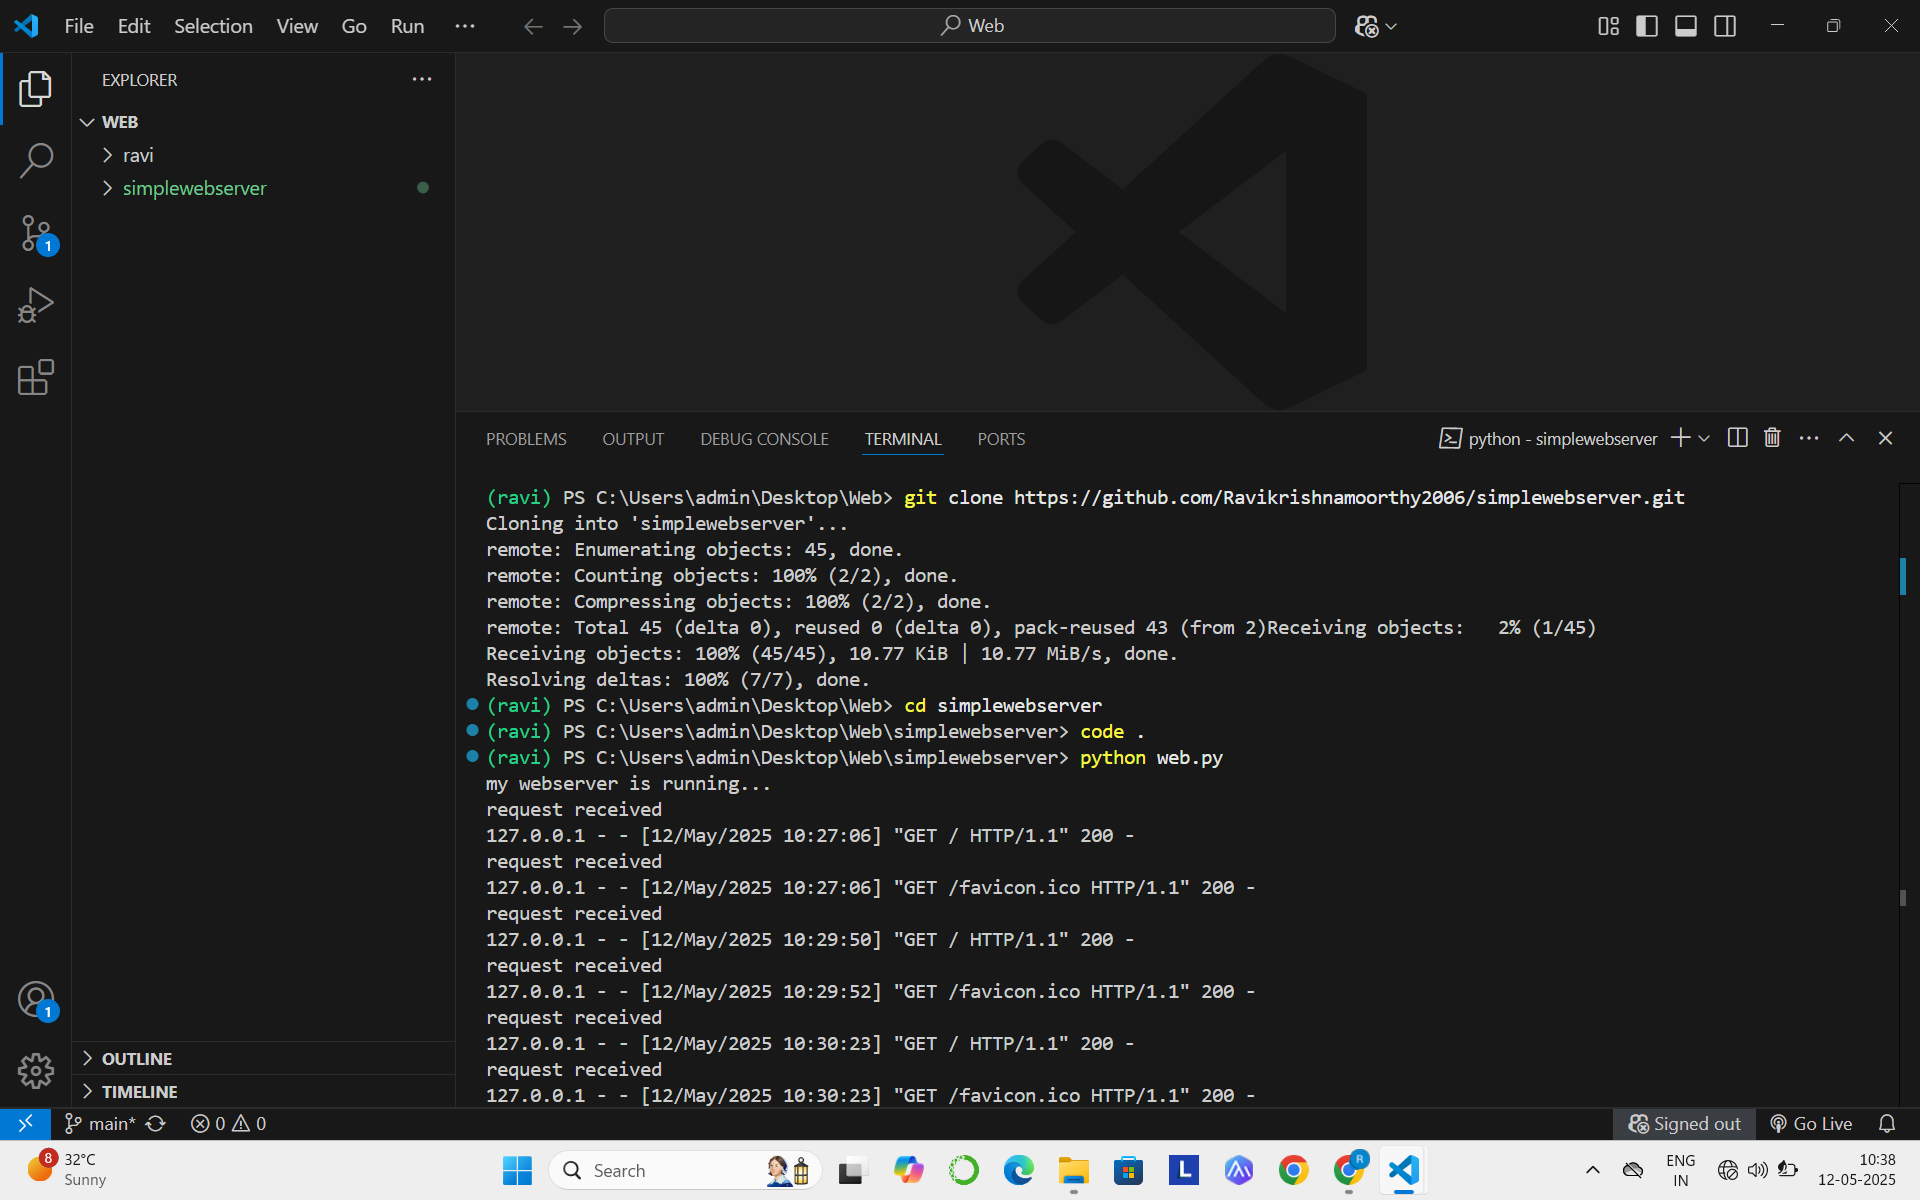 File Edit Selection View Go Run ···
Web
EXPLORER
WEB
ravi
simplewebserver
1
1
OUTLINE
TIMELINE
PROBLEMS OUTPUT DEBUG CONSOLE TERMINAL PORTS
python - simplewebserver
(ravi) PS C:\Users\admin\Desktop\Web> git clone https://github.com/Ravikrishnamoorthy2006/simplewebserver.git
Cloning into 'simplewebserver'...
remote: Enumerating objects: 45, done.
remote: Counting objects: 100% (2/2), done.
remote: Compressing objects: 100% (2/2), done.
remote: Total 45 (delta 0), reused 0 (delta 0), pack-reused 43 (from 2)Receiving objects:   2% (1/45)
Receiving objects: 100% (45/45), 10.77 KiB | 10.77 MiB/s, done.
Resolving deltas: 100% (7/7), done.
(ravi) PS C:\Users\admin\Desktop\Web> cd simplewebserver
(ravi) PS C:\Users\admin\Desktop\Web\simplewebserver> code .
(ravi) PS C:\Users\admin\Desktop\Web\simplewebserver> python web.py
my webserver is running...
request received
127.0.0.1 - - [12/May/2025 10:27:06] "GET / HTTP/1.1" 200 -
request received
127.0.0.1 - - [12/May/2025 10:27:06] "GET /favicon.ico HTTP/1.1" 200 -
request received
127.0.0.1 - - [12/May/2025 10:29:50] "GET / HTTP/1.1" 200 -
request received
127.0.0.1 - - [12/May/2025 10:29:52] "GET /favicon.ico HTTP/1.1" 200 -
request received
127.0.0.1 - - [12/May/2025 10:30:23] "GET / HTTP/1.1" 200 -
request received
127.0.0.1 - - [12/May/2025 10:30:23] "GET /favicon.ico HTTP/1.1" 200 -
main* 0 0 Signed out Go Live
8
32°C
Sunny
Search
L
R
ENG
IN
10:38
12-05-2025